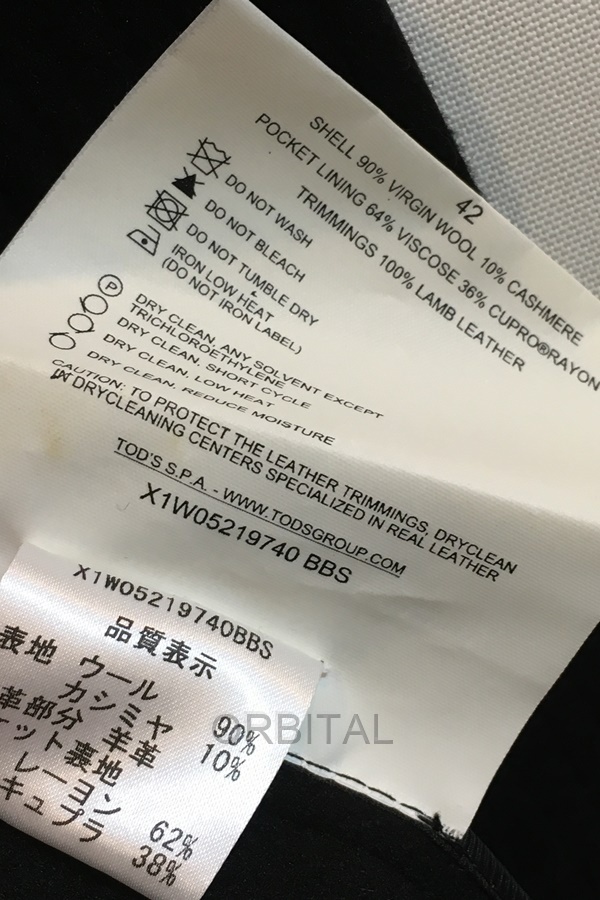 42
SHELL 90% VIRGIN WOOL 10% CASHMERE
POCKET LINING 64% VISCOSE 36% CUPRO®RAYON
TRIMMINGS 100% LAMB LEATHER
DO NOT WASH
DO NOT BLEACH
DO NOT TUMBLE DRY
IRON LOW HEAT
(DO NOT IRON LABEL)
P
DRY CLEAN, ANY SOLVENT EXCEPT
TRICHLOROETHYLENE
DRY CLEAN, SHORT CYCLE
DRY CLEAN, LOW HEAT
DRY CLEAN, REDUCE MOISTURE
CAUTION: TO PROTECT THE LEATHER TRIMMINGS, DRYCLEAN
IN DRYCLEANING CENTERS SPECIALIZED IN REAL LEATHER
TOD'S S.P.A. - WWW.TODSGROUP.COM
X1W05219740 BBS
X1W05219740BBS
品質表示
表地 ウール 90%
カシミヤ 10%
革部分 羊革
ット裏地
レーヨン 62%
キュプラ 38%
ORBITAL